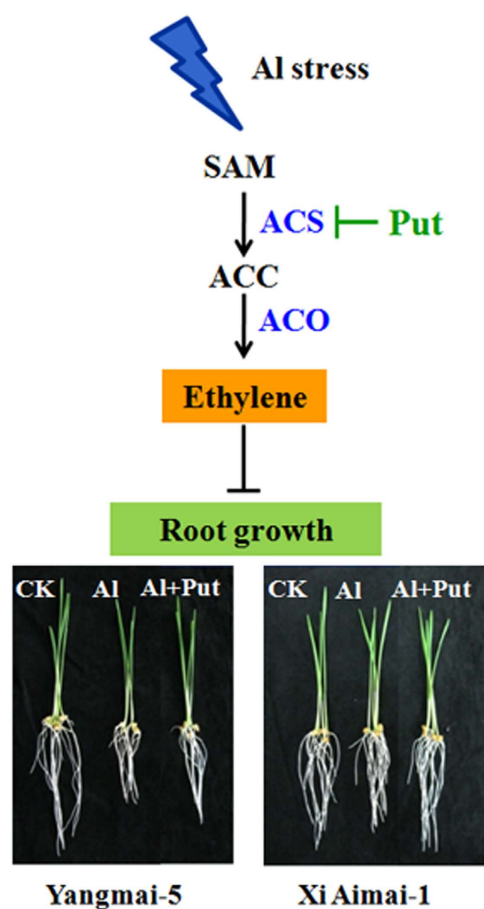 Al stress
SAM
ACS
Put
ACC
ACO
Ethylene
Root growth
CK Al Al+Put
CK Al Al+Put
Yangmai-5
Xi Aimai-1